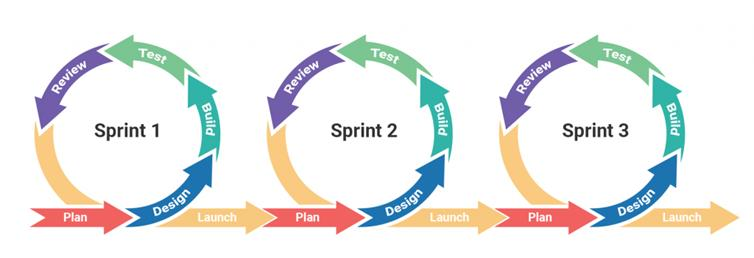 Sprint 1
Plan
Design
Build
Test
Review
Launch
Sprint 2
Plan
Design
Build
Test
Review
Launch
Sprint 3
Plan
Design
Build
Test
Review
Launch